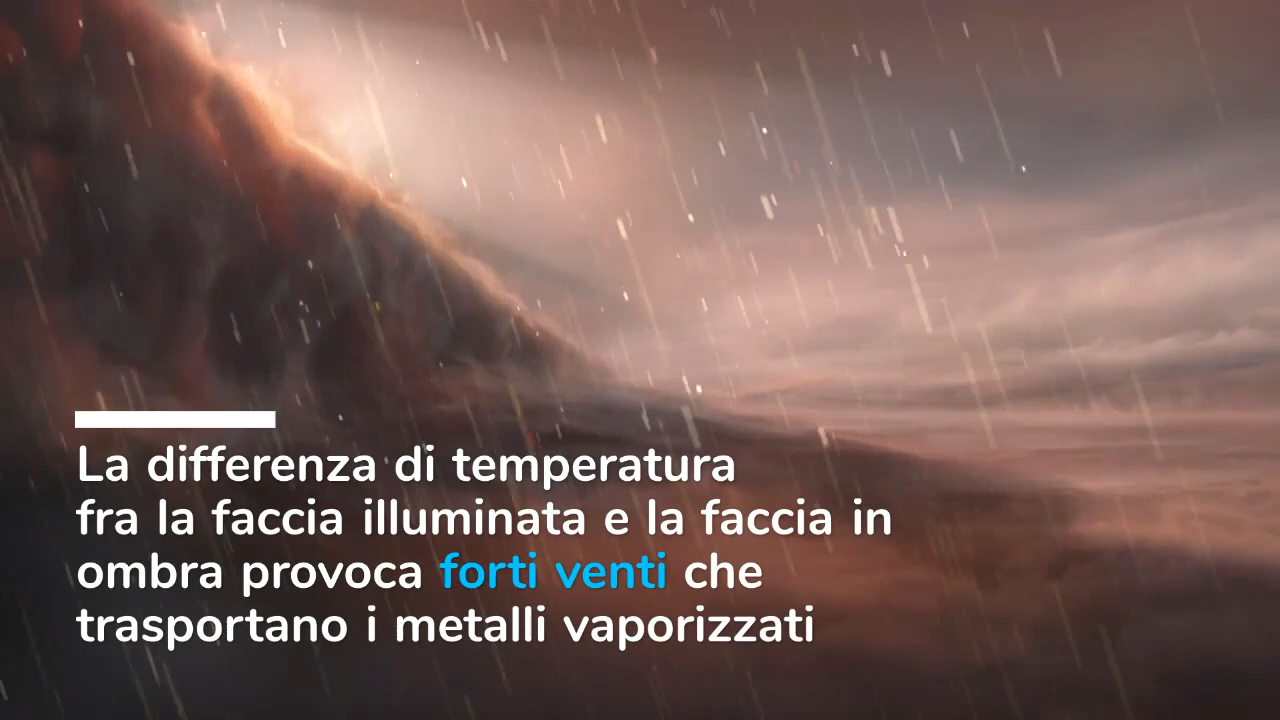 La differenza di temperatura
fra la faccia illuminata e la faccia in
ombra provoca forti venti che
trasportano i metalli vaporizzati